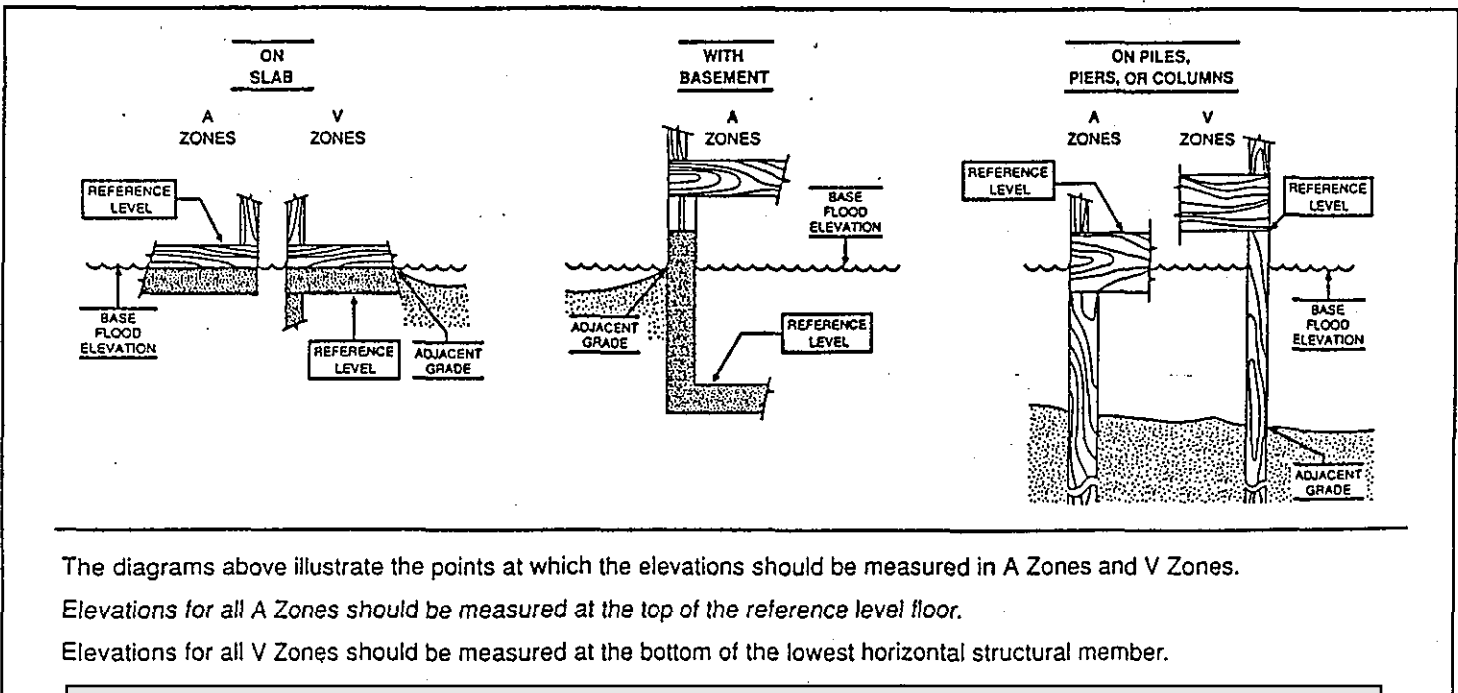 ON
SLAB
A
ZONES
V
ZONES
REFERENCE
LEVEL
BASE
FLOOD
ELEVATION
REFERENCE
LEVEL
ADJACENT
GRADE
WITH
BASEMENT
A
ZONES
BASE
FLOOD
ELEVATION
ADJACENT
GRADE
REFERENCE
LEVEL
ON PILES,
PIERS, OR COLUMNS
A
ZONES
V
ZONES
REFERENCE
LEVEL
REFERENCE
LEVEL
BASE
FLOOD
ELEVATION
ADJACENT
GRADE
The diagrams above illustrate the points at which the elevations should be measured in A Zones and V Zones.
Elevations for all A Zones should be measured at the top of the reference level floor.
Elevations for all V Zones should be measured at the bottom of the lowest horizontal structural member.